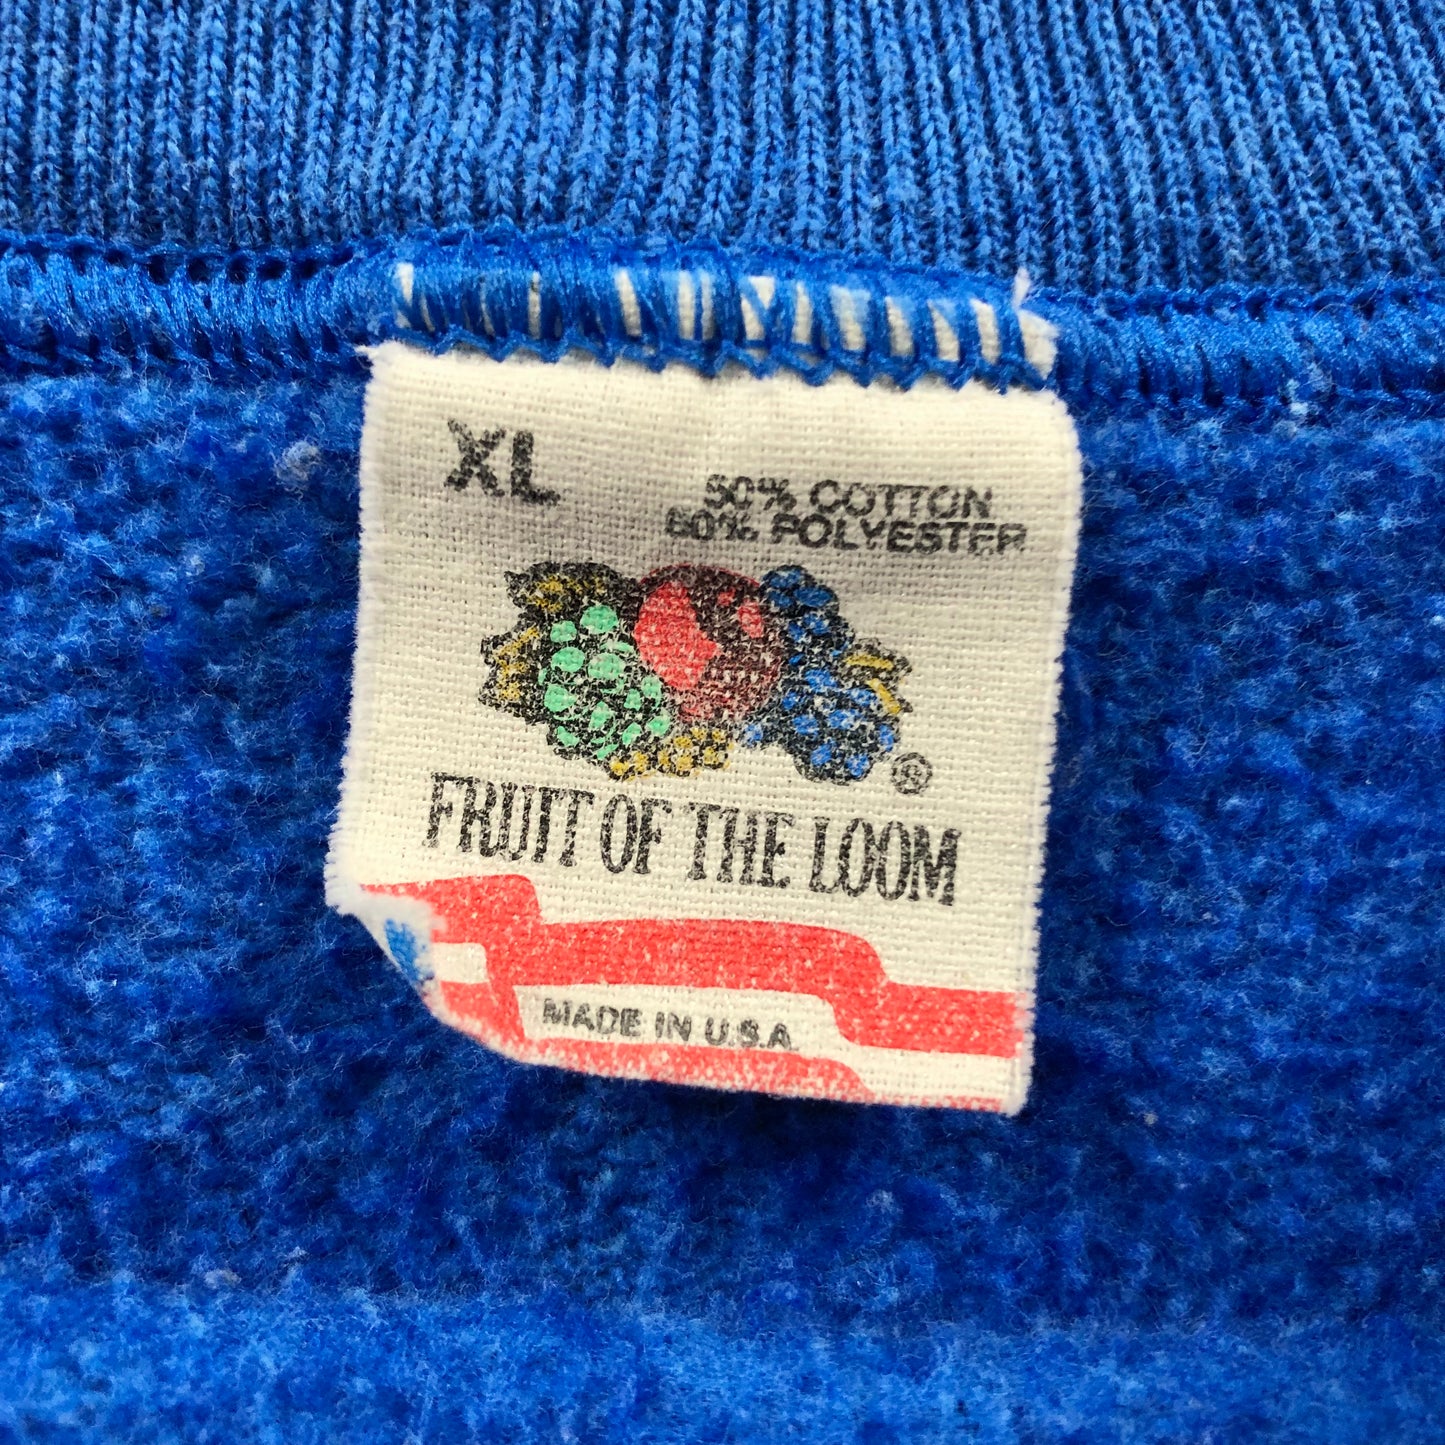 XL
50% COTTON
50% POLYESTER
®
FRUIT OF THE LOOM
MADE IN U.S.A.